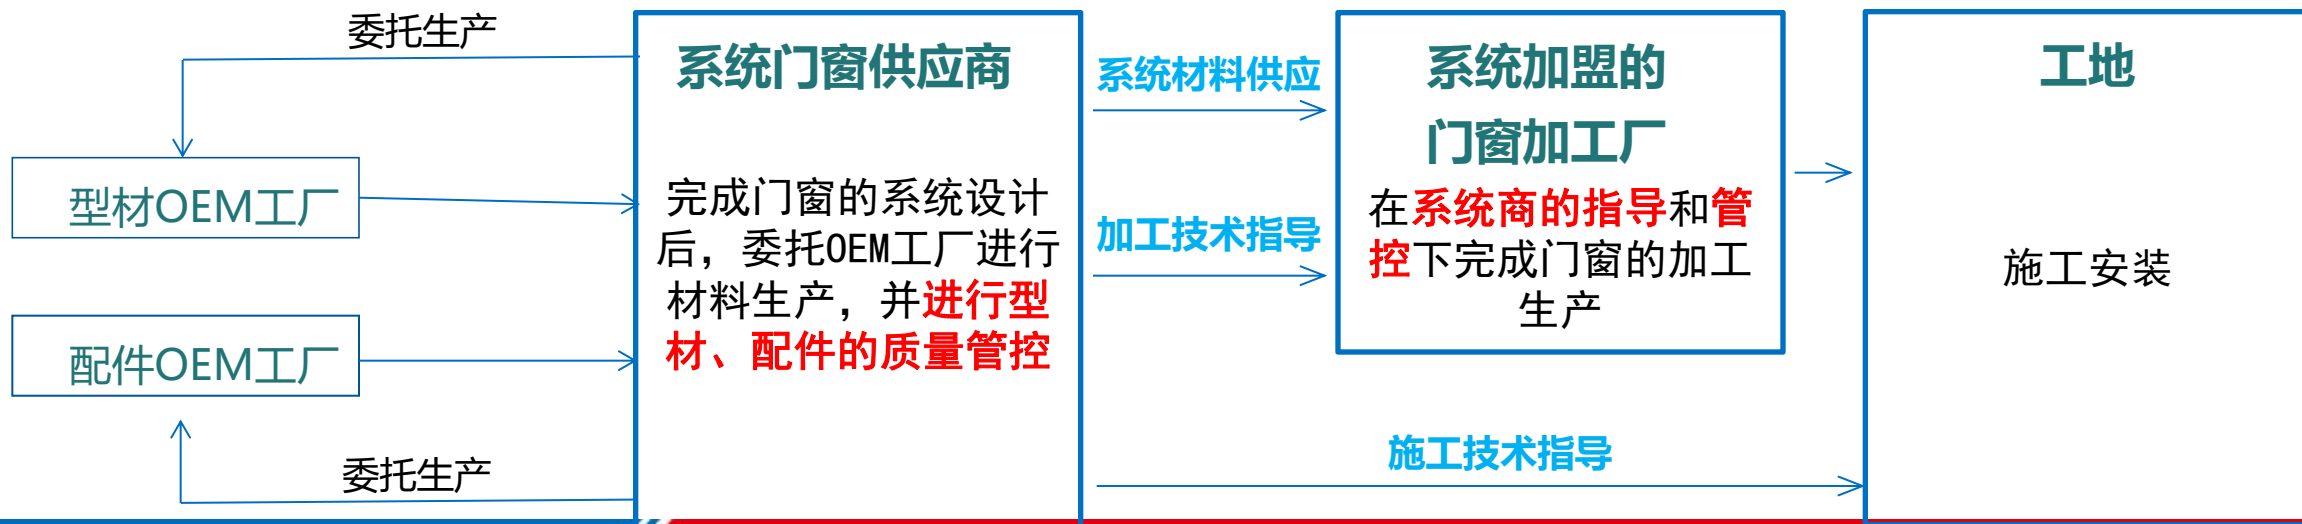 委托生产
型材OEM工厂
配件OEM工厂
委托生产
系统门窗供应商
完成门窗的系统设计
后，委托OEM工厂进行
材料生产，并进行型
材、配件的质量管控
系统材料供应
加工技术指导
系统加盟的
门窗加工厂
在系统商的指导和管
控下完成门窗的加工
生产
施工技术指导
工地
施工安装